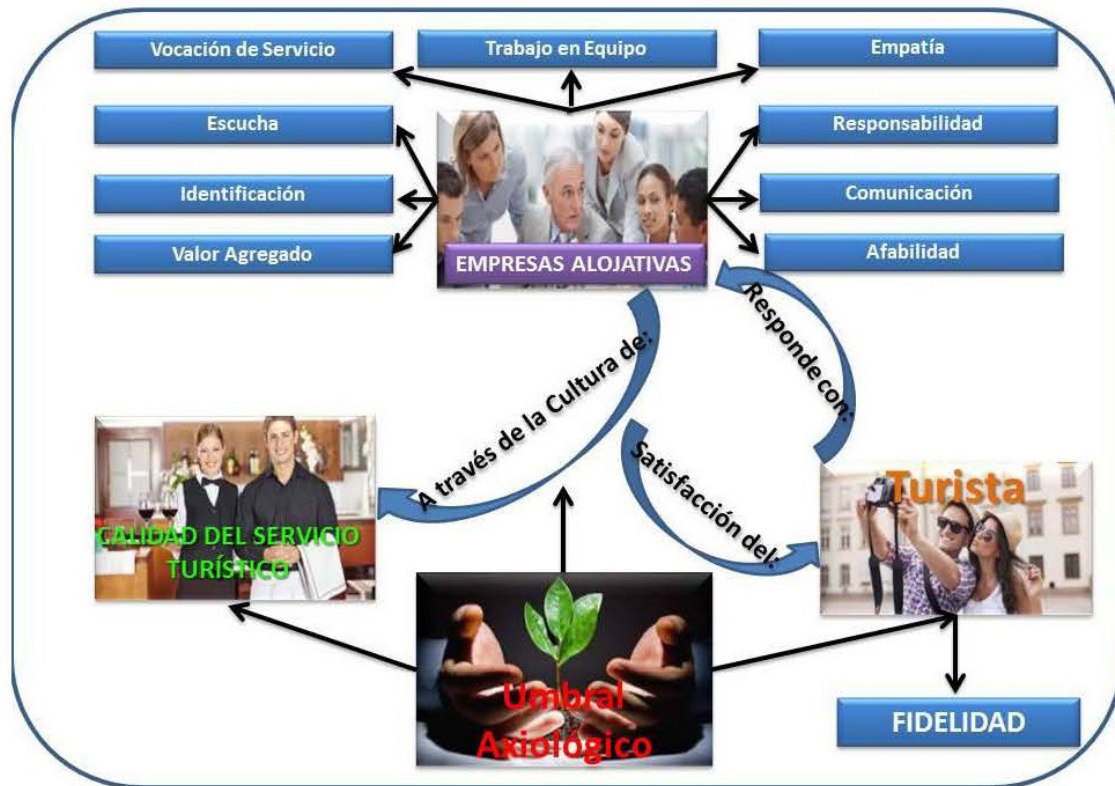 Vocación de Servicio
Trabajo en Equipo
Empatía
Escucha
Responsabilidad
Identificación
Comunicación
Valor Agregado
Afabilidad
EMPRESAS ALOJATIVAS
A través de la Cultura de:
Responde con:
Satisfacción del:
CALIDAD DEL SERVICIO
TURÍSTICO
Turista
Umbral
Axiológico
FIDELIDAD